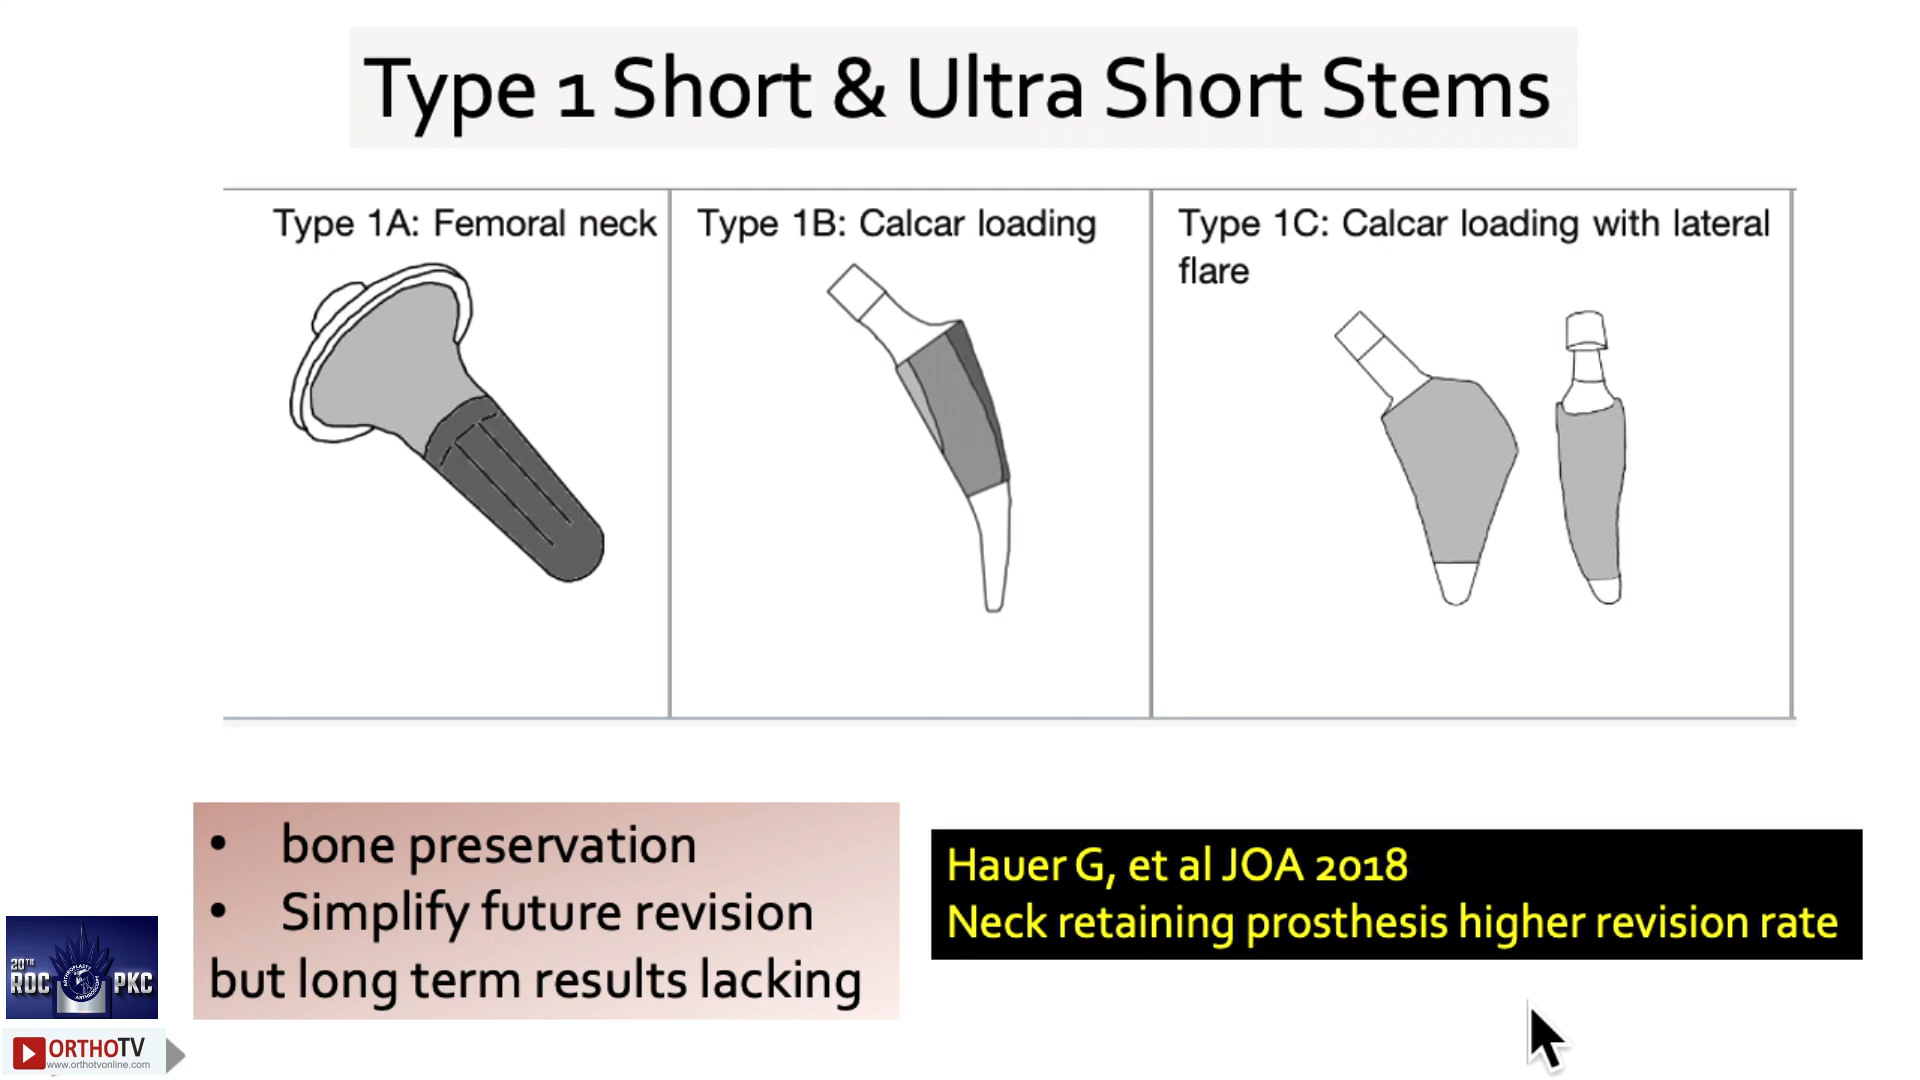 Type 1 Short & Ultra Short Stems
Type 1A: Femoral neck
Type 1B: Calcar loading
Type 1C: Calcar loading with lateral
flare
• bone preservation
• Simplify future revision
but long term results lacking
Hauer G, et al JOA 2018
Neck retaining prosthesis higher revision rate
20TH
ROC PKC
ORTHOTV
www.orthotvonline.com